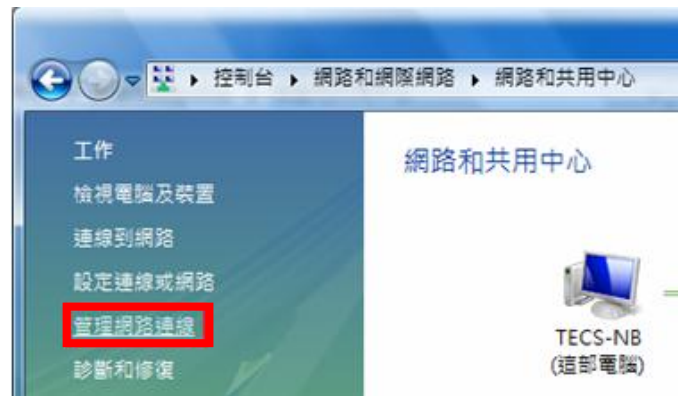 控制台 ▸ 網路和網際網路 ▸ 網路和共用中心
工作
檢視電腦及裝置
連線到網路
設定連線或網路
管理網路連線
診斷和修復
網路和共用中心
TECS-NB
(這部電腦)